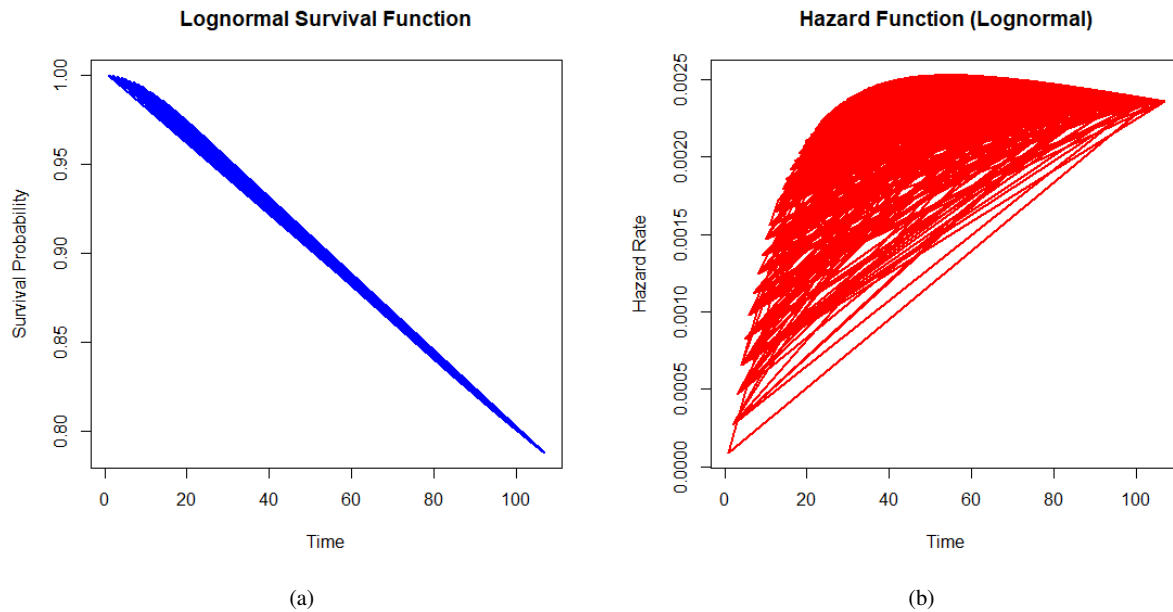 Lognormal Survival Function
Survival Probability
1.00
0.95
0.90
0.85
0.80
0
20
40
60
80
100
Time
(a)
Hazard Function (Lognormal)
Hazard Rate
0.0025
0.0020
0.0015
0.0010
0.0005
0.0000
0
20
40
60
80
100
Time
(b)